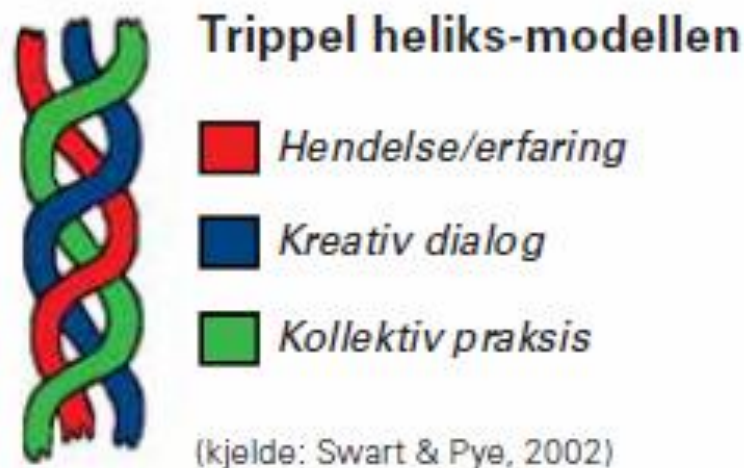 Trippel heliks-modellen
Hendelse/erfaring
Kreativ dialog
Kollektiv praksis
(kjelde: Swart & Pye, 2002)